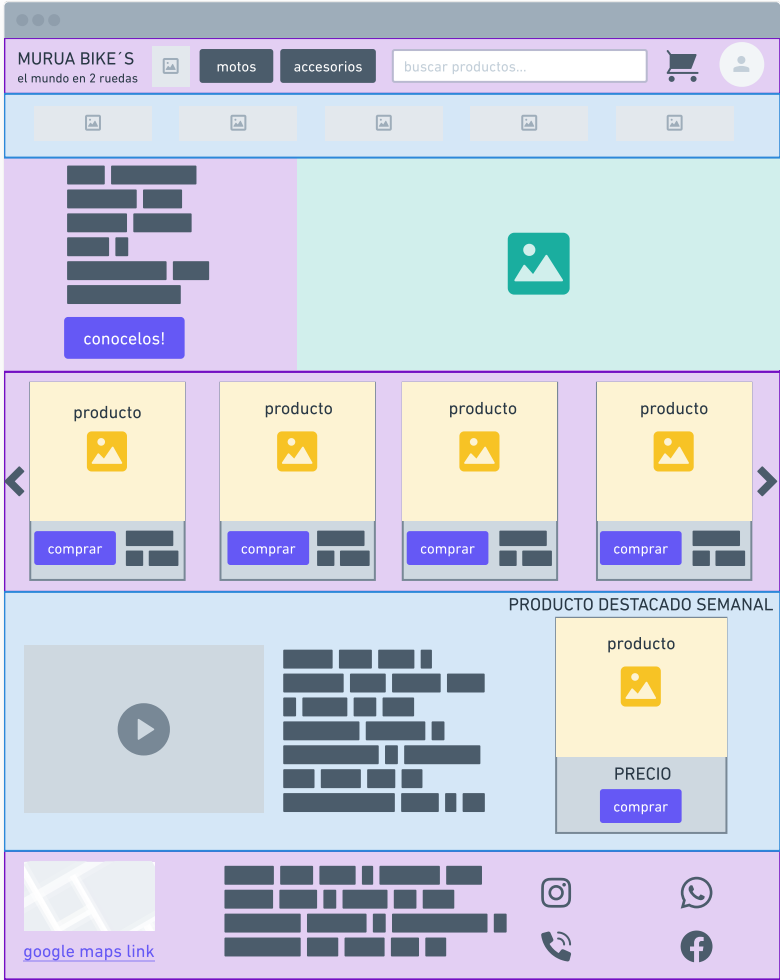 MURUA BIKE´S
el mundo en 2 ruedas
motos
accesorios
buscar productos...
conocelos!
producto
producto
producto
producto
comprar
comprar
comprar
comprar
PRODUCTO DESTACADO SEMANAL
producto
PRECIO
comprar
google maps link